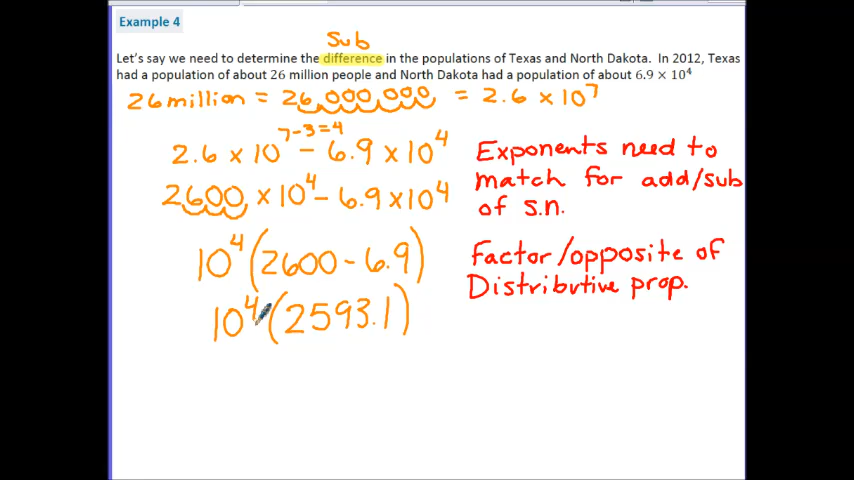 Example 4
Sub
Let's say we need to determine the difference in the populations of Texas and North Dakota. In 2012, Texas
had a population of about 26 million people and North Dakota had a population of about 6.9 × 10⁴
26 million = 26,000,000 = 2.6 × 10⁷
7-3=4
2.6 × 10⁷ - 6.9 × 10⁴
2600 × 10⁴ - 6.9 × 10⁴
Exponents need to
match for add/sub
of s.n.
10⁴(2600 - 6.9)
10⁴(2593.1)
Factor/opposite of
Distributive prop.